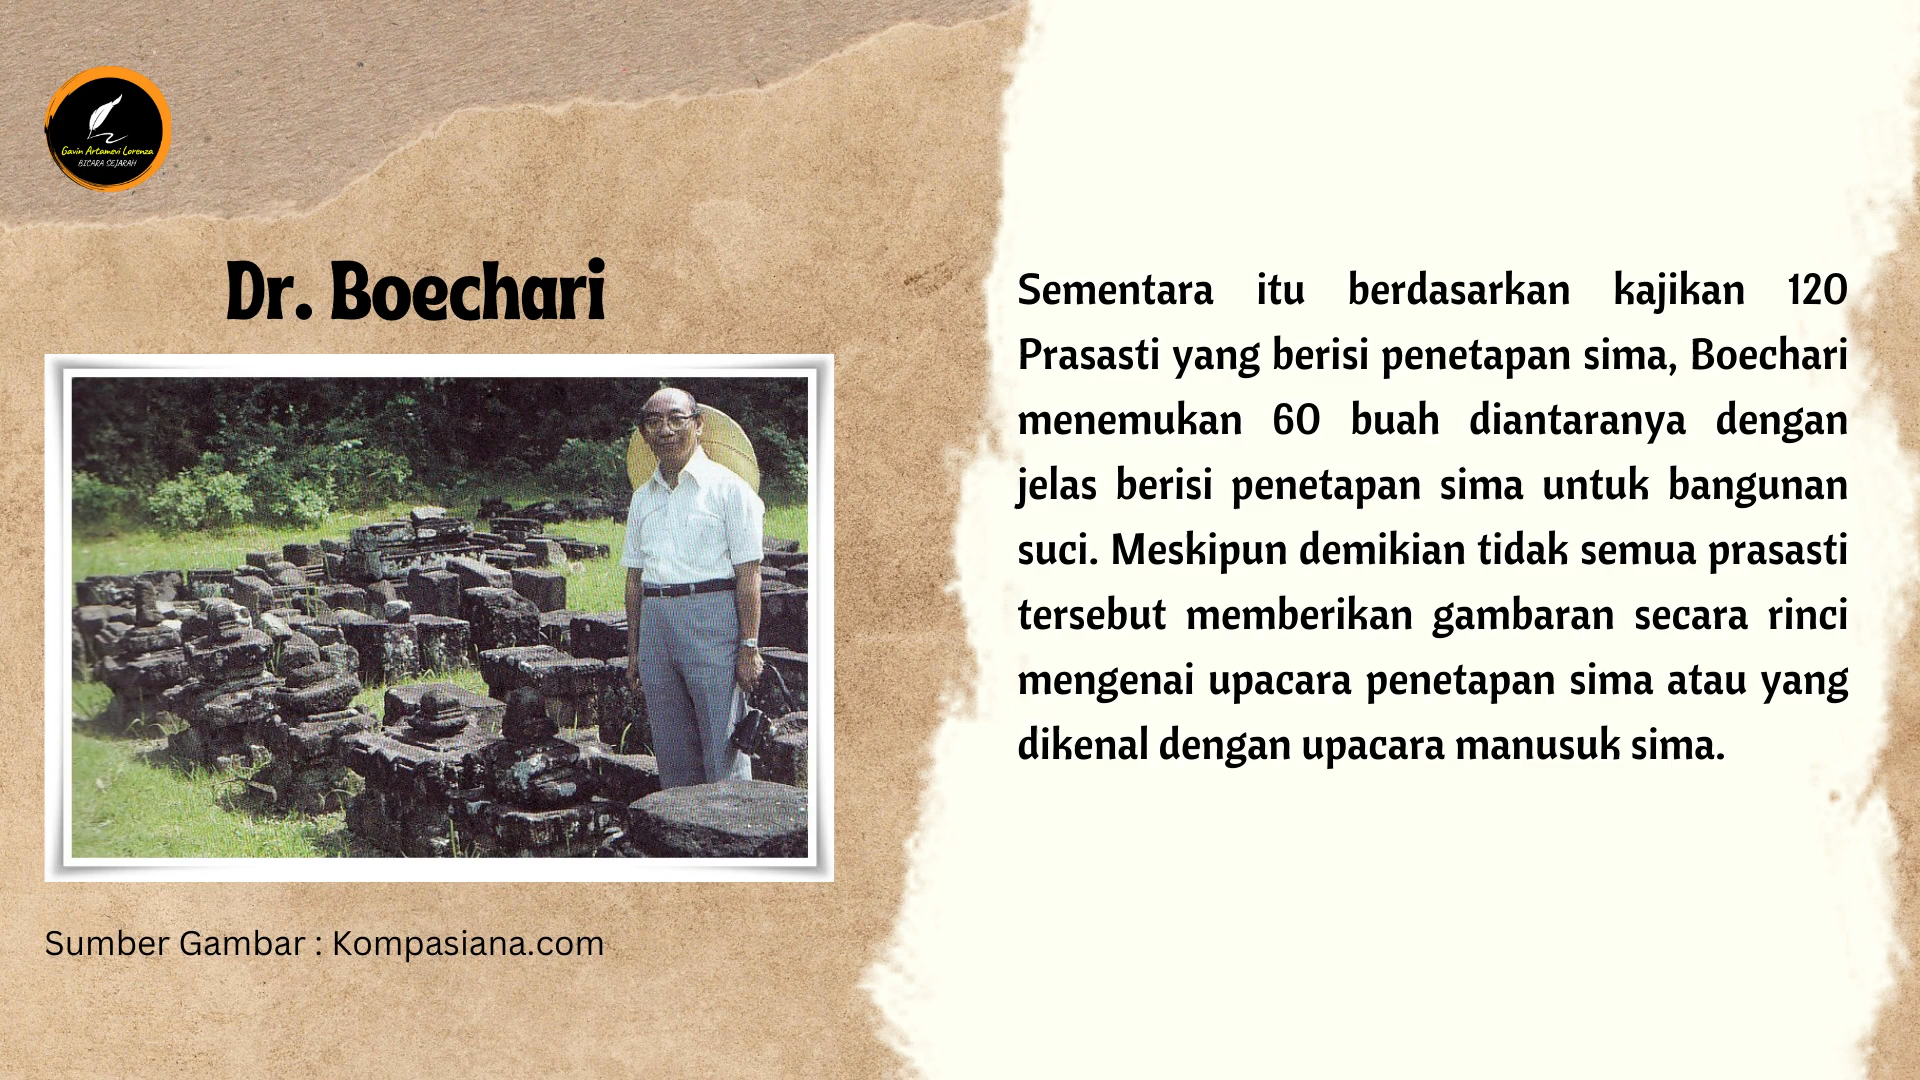 Gavin Artamevi Lorenza
BICARA SEJARAH
Dr. Boechari
Sumber Gambar : Kompasiana.com
Sementara itu berdasarkan kajikan 120
Prasasti yang berisi penetapan sima, Boechari
menemukan 60 buah diantaranya dengan
jelas berisi penetapan sima untuk bangunan
suci. Meskipun demikian tidak semua prasasti
tersebut memberikan gambaran secara rinci
mengenai upacara penetapan sima atau yang
dikenal dengan upacara manusuk sima.